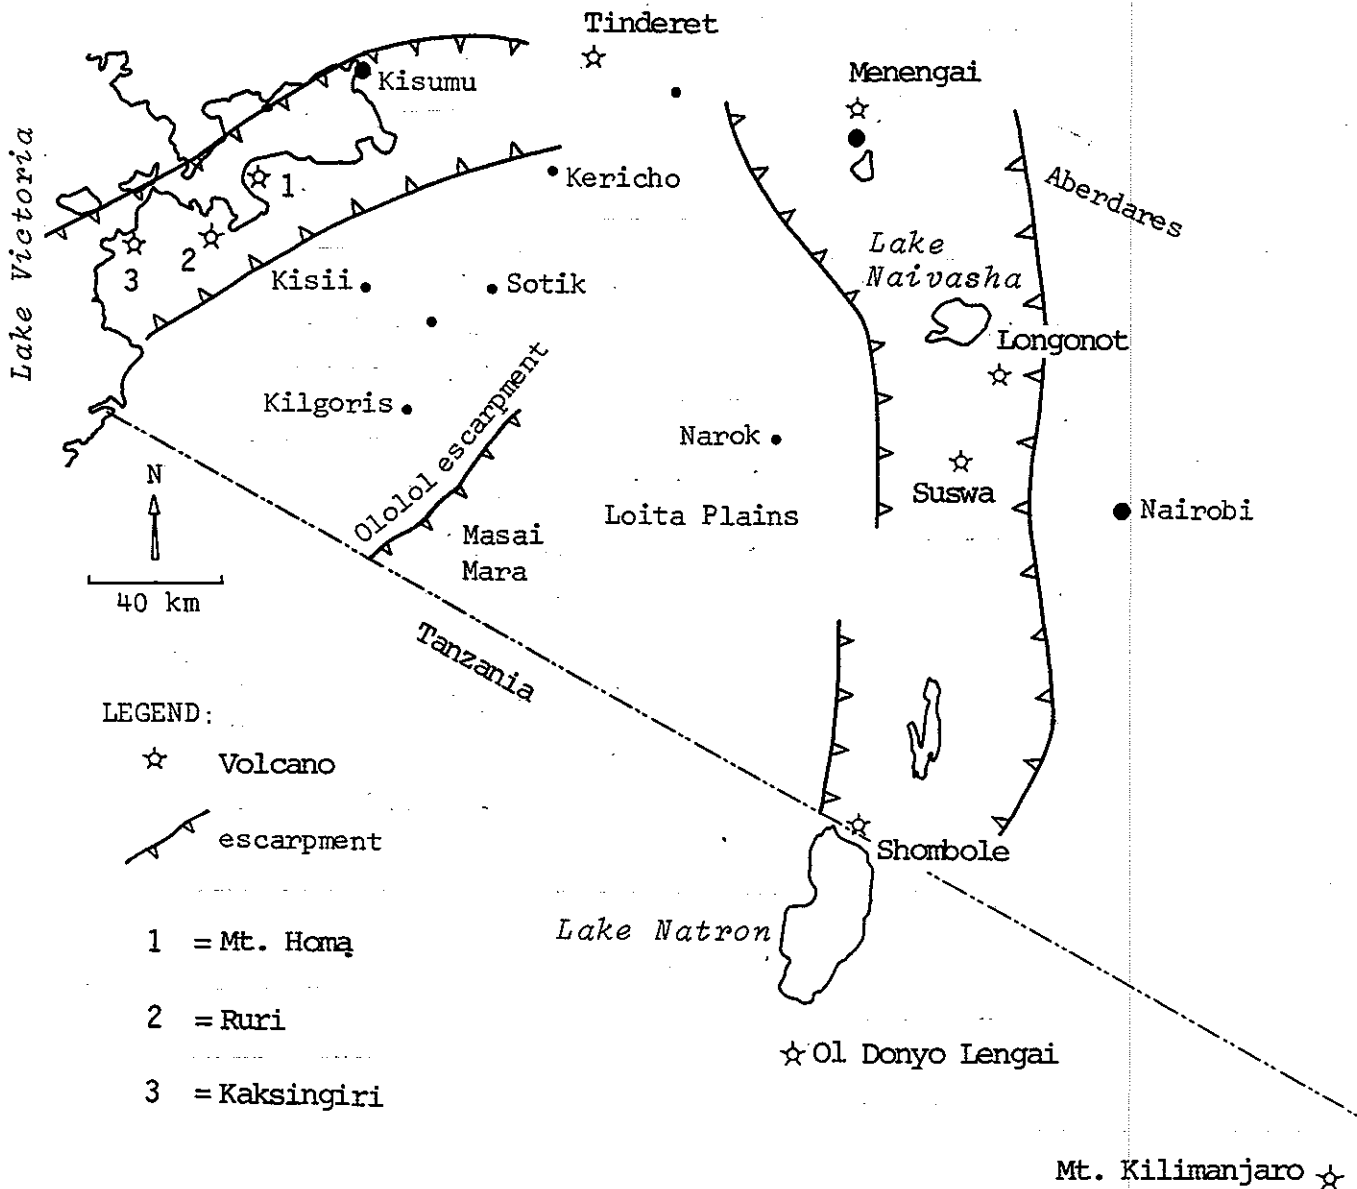 Tinderet
Menengai
Kisumu
Lake Victoria
1
Kericho
Aberdares
2
3
Lake
Naivasha
Kisii
Sotik
Longonot
Kilgoris
Ololol escarpment
Narok
Suswa
Nairobi
Loita Plains
N
Masai
Mara
40 km
Tanzania
LEGEND:
Volcano
escarpment
Shombole
1 = Mt. Homa
Lake Natron
2 = Ruri
Ol Donyo Lengai
3 = Kaksingiri
Mt. Kilimanjaro